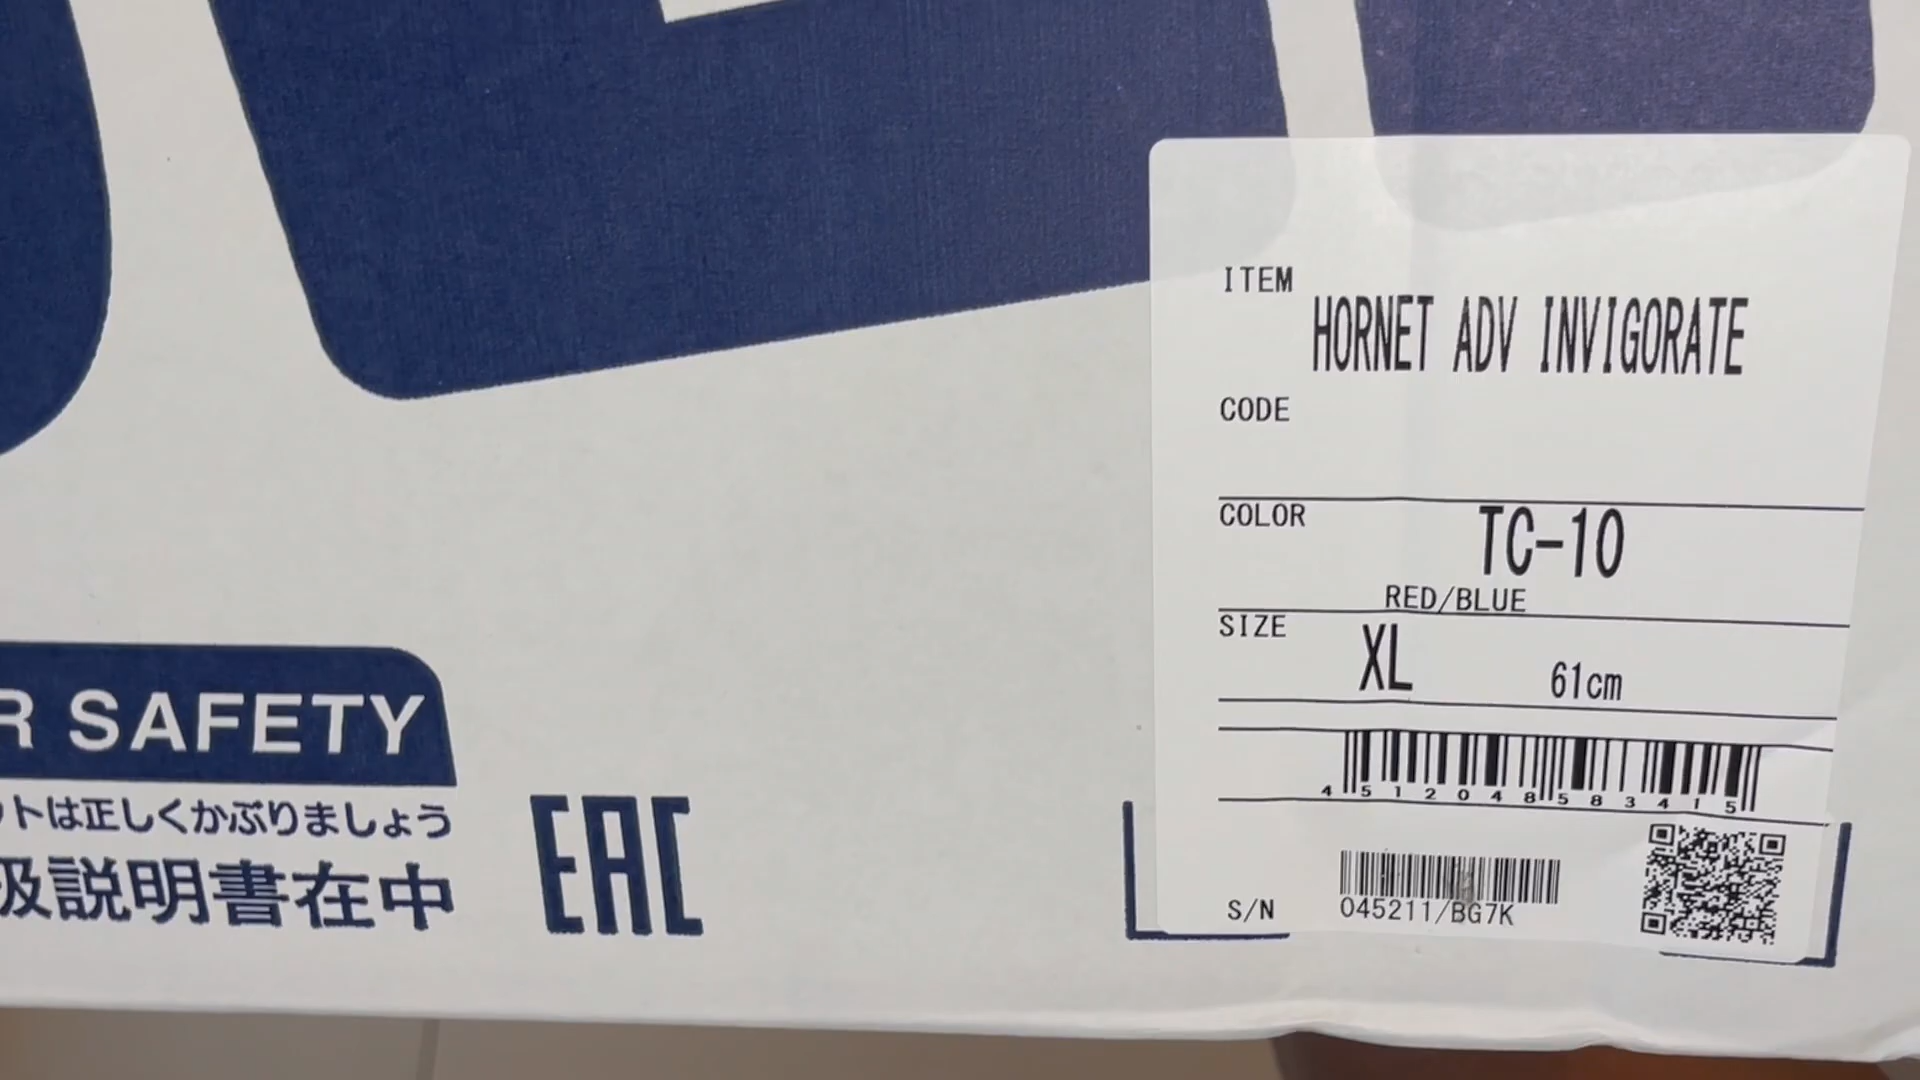 R SAFETY
ットは正しくかぶりましょう
扱説明書在中
EAC
ITEM
HORNET ADV INVIGORATE
CODE
COLOR
TC-10
RED/BLUE
SIZE
XL 61cm
4512048583415
S/N
045211/BG7K